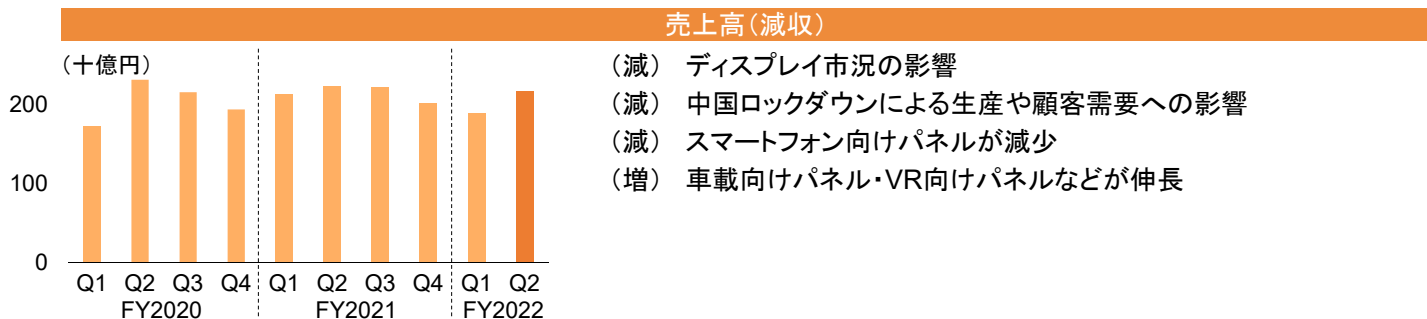 売上高（減収）
（十億円）
200
100
0
Q1 Q2 Q3 Q4 Q1 Q2 Q3 Q4 Q1 Q2
FY2020 FY2021 FY2022
（減） ディスプレイ市況の影響
（減） 中国ロックダウンによる生産や顧客需要への影響
（減） スマートフォン向けパネルが減少
（増） 車載向けパネル・VR向けパネルなどが伸長